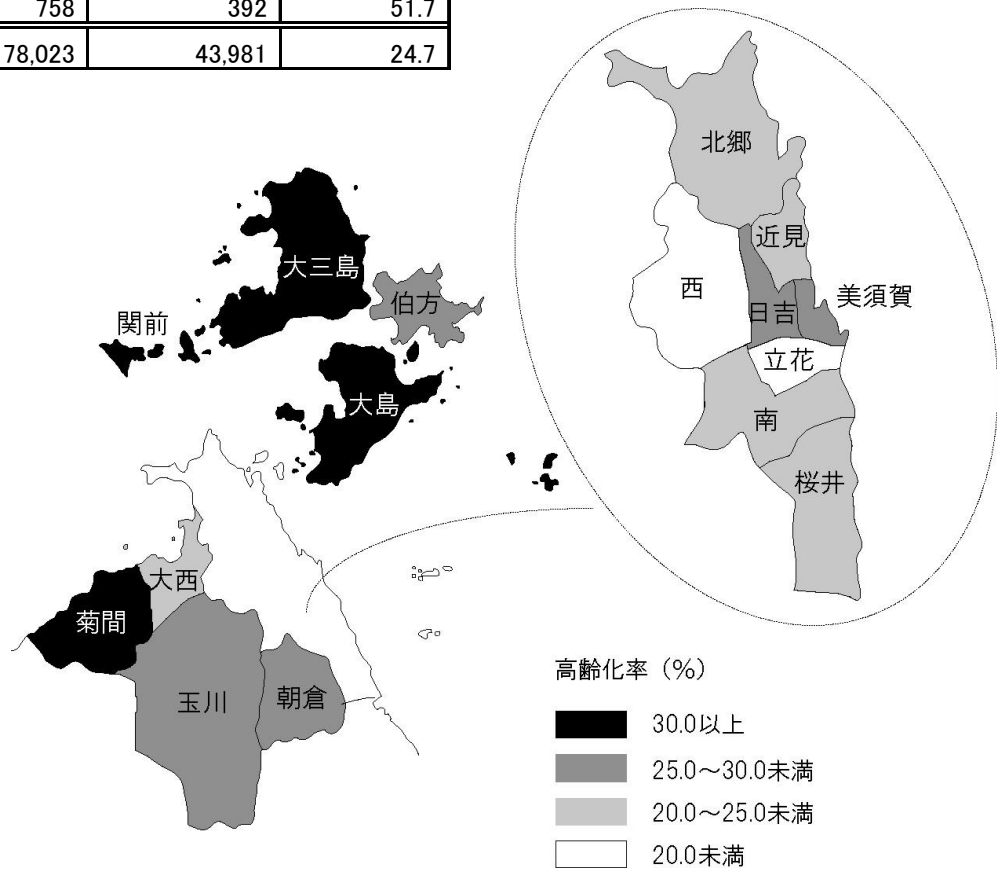 758 392 51.7
78,023 43,981 24.7
北郷
近見
西
美須賀
日吉
立花
南
桜井
大三島
伯方
関前
大島
大西
菊間
玉川
朝倉
高齢化率（%）
30.0以上
25.0～30.0未満
20.0～25.0未満
20.0未満